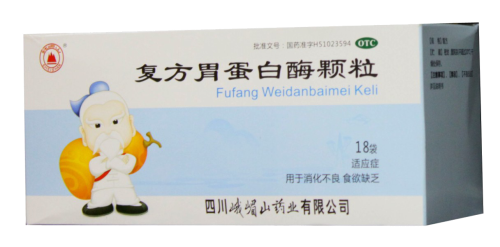 批准文号:国药准字H51023594 OTC
复方胃蛋白酶颗粒
Fufang Weidanbaimei Keli
18袋
适应症
用于消化不良 食欲缺乏
四川峨嵋山药业有限公司